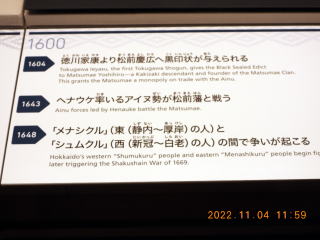 1600
1604
徳川家康より松前慶広へ黒印状が与えられる
Tokugawa Ieyasu, the first Tokugawa Shogun, gives the Black Sealed Edict
to Matsumae Yoshihiro—a Kakizaki descendant and founder of the Matsumae Clan.
This grants the Matsumae a monopoly on trade with the Ainu.
1643
ヘナウケ率いるアイヌ勢が松前藩と戦う
Ainu forces led by Henauke battle the Matsumae.
1648
「メナシクル」（東（静内～厚岸）の人）と
「シュムクル」（西（新冠～白老）の人）の間で争いが起こる
Hokkaido's western "Shumukuru" people and eastern "Menashikuru" people begin
later triggering the Shakushain War of 1669.
2022.11.04 11:59